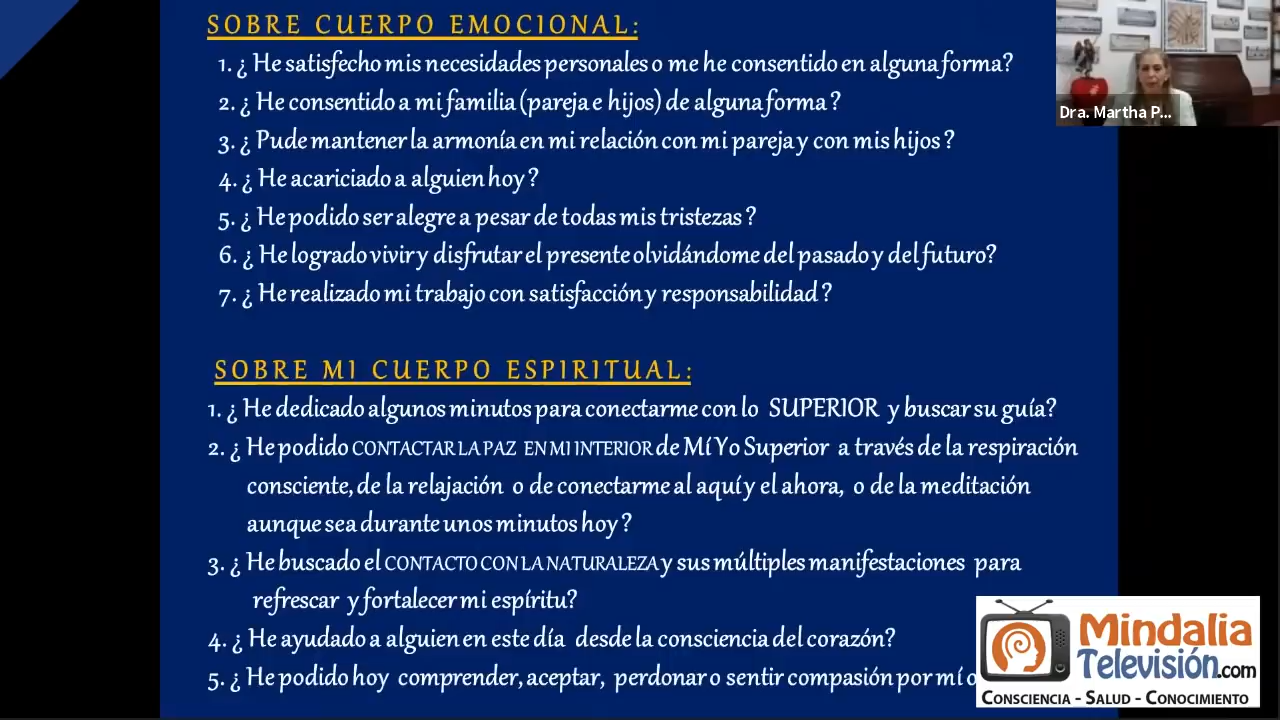 SOBRE CUERPO EMOCIONAL:
1. ¿ He satisfecho mis necesidades personales o me he consentido en alguna forma?
2. ¿ He consentido a mi familia (pareja e hijos) de alguna forma ?
3. ¿ Pude mantener la armonía en mi relación con mi pareja y con mis hijos ?
4. ¿ He acariciado a alguien hoy ?
5. ¿ He podido ser alegre a pesar de todas mis tristezas ?
6. ¿ He logrado vivir y disfrutar el presente olvidándome del pasado y del futuro?
7. ¿ He realizado mi trabajo con satisfacción y responsabilidad ?
SOBRE MI CUERPO ESPIRITUAL:
1. ¿ He dedicado algunos minutos para conectarme con lo SUPERIOR y buscar su guía?
2. ¿ He podido CONTACTAR LA PAZ EN MI INTERIOR de Mí Yo Superior a través de la respiración
consciente, de la relajación o de conectarme al aquí y el ahora, o de la meditación
aunque sea durante unos minutos hoy ?
3. ¿ He buscado el CONTACTO CON LA NATURALEZA y sus múltiples manifestaciones para
refrescar y fortalecer mi espíritu?
4. ¿ He ayudado a alguien en este día desde la consciencia del corazón?
5. ¿ He podido hoy comprender, aceptar, perdonar o sentir compasión por mí o
Dra. Martha P...
Mindalia
Televisión.com
CONSCIENCIA - SALUD - CONOCIMIENTO